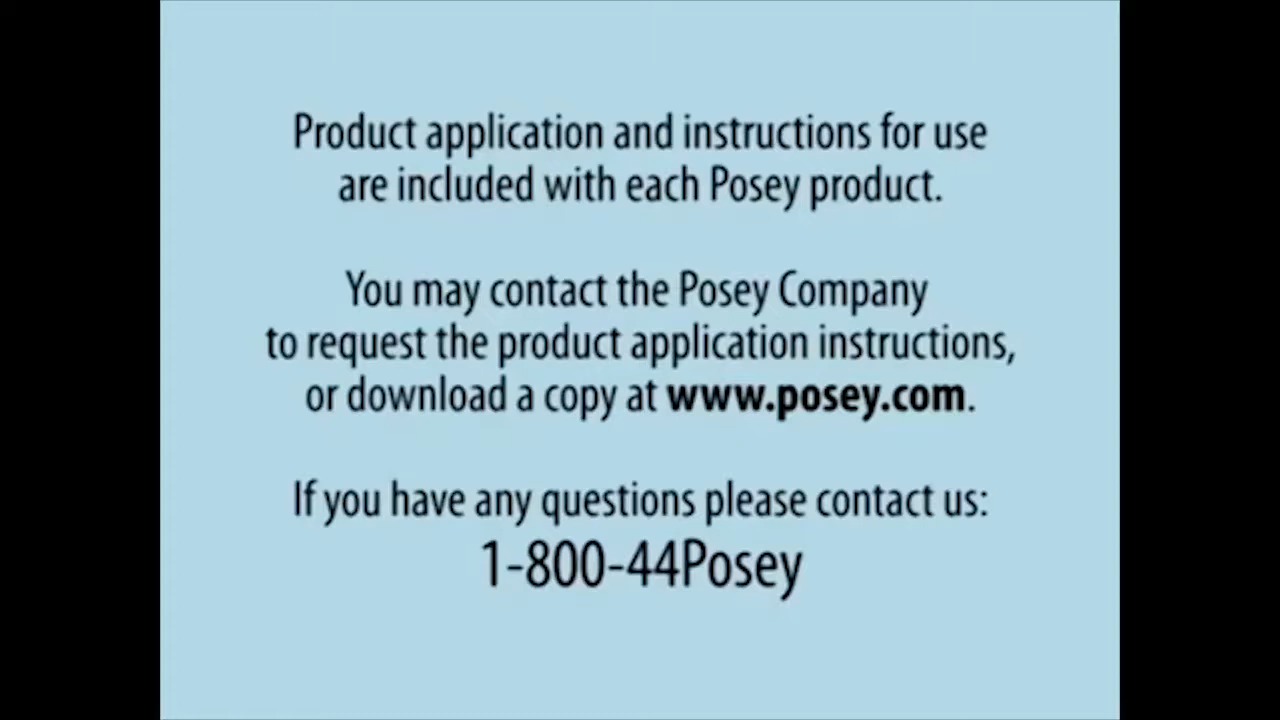 Product application and instructions for use
are included with each Posey product.
You may contact the Posey Company
to request the product application instructions,
or download a copy at www.posey.com.
If you have any questions please contact us:
1-800-44Posey